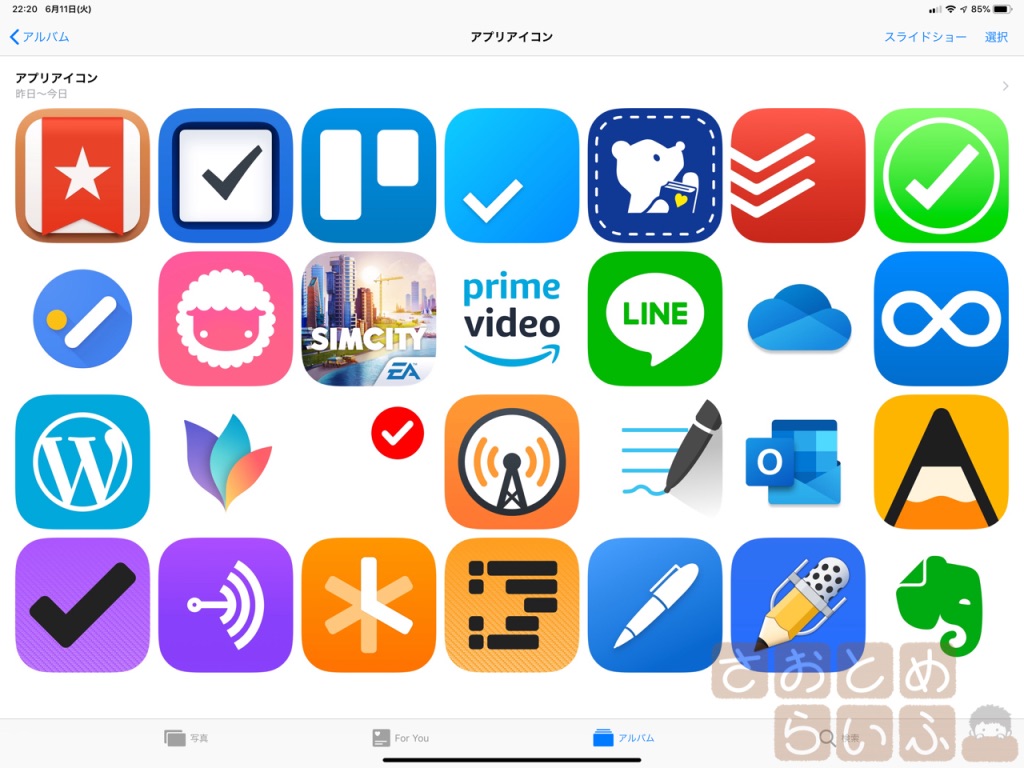 22:20 6月11日(火)
85%
アルバム
アプリアイコン
スライドショー 選択
アプリアイコン
昨日〜今日
SIMCITY
EA
prime video
LINE
W
O
写真
For You
アルバム
検索
さおとめ
らいふ